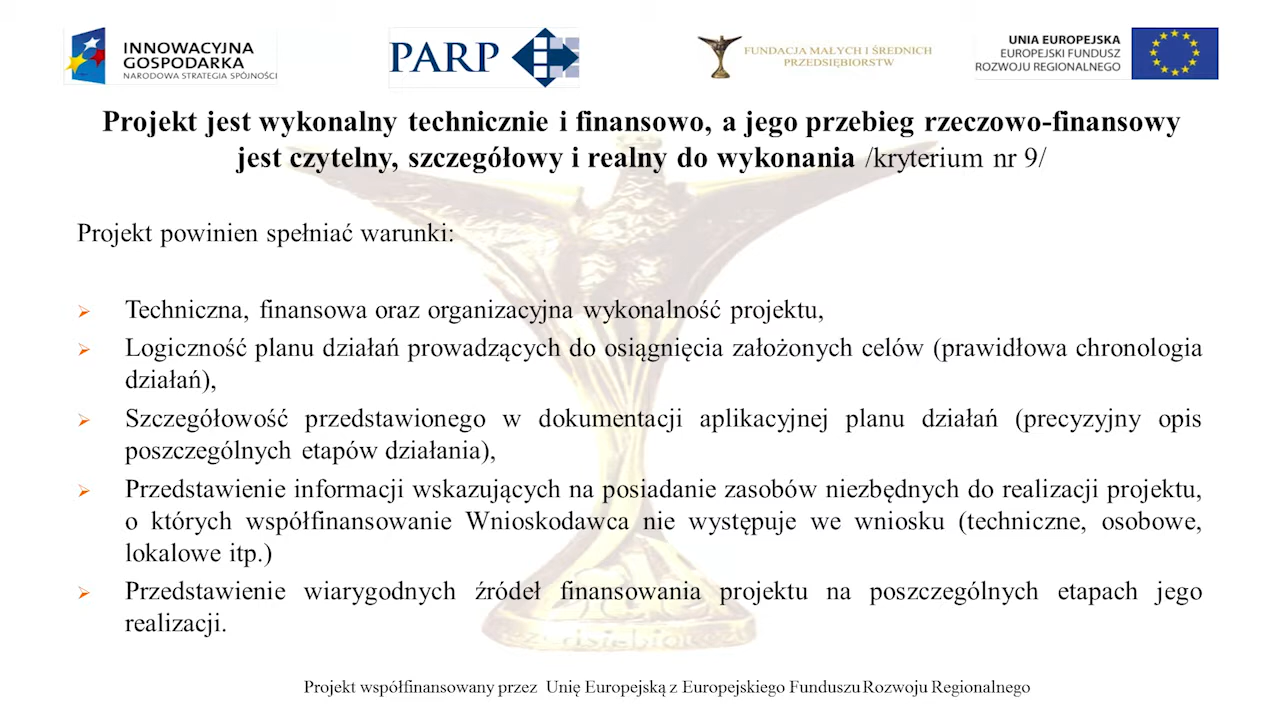 INNOWACYJNA
GOSPODARKA
NARODOWA STRATEGIA SPÓJNOŚCI
PARP
FUNDACJA MAŁYCH I ŚREDNICH
PRZEDSIĘBIORSTW
UNIA EUROPEJSKA
EUROPEJSKI FUNDUSZ
ROZWOJU REGIONALNEGO
Projekt jest wykonalny technicznie i finansowo, a jego przebieg rzeczowo-finansowy
jest czytelny, szczegółowy i realny do wykonania /kryterium nr 9/
Projekt powinien spełniać warunki:
Techniczna, finansowa oraz organizacyjna wykonalność projektu,
Logiczność planu działań prowadzących do osiągnięcia założonych celów (prawidłowa chronologia
działań),
Szczegółowość przedstawionego w dokumentacji aplikacyjnej planu działań (precyzyjny opis
poszczególnych etapów działania),
Przedstawienie informacji wskazujących na posiadanie zasobów niezbędnych do realizacji projektu,
o których współfinansowanie Wnioskodawca nie występuje we wniosku (techniczne, osobowe,
lokalowe itp.)
Przedstawienie wiarygodnych źródeł finansowania projektu na poszczególnych etapach jego
realizacji.
Projekt współfinansowany przez Unię Europejską z Europejskiego Funduszu Rozwoju Regionalnego